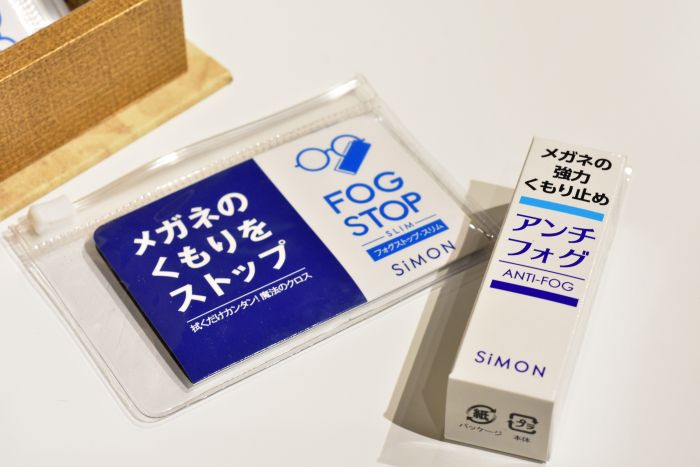 メガネの
くもりを
ストップ
拭くだけカンタン!魔法のクロス
FOG
STOP
SLIM
フォグストップ・スリム
SiMON
メガネの
強力
くもり止め
アンチ
フォグ
ANTI-FOG
SiMON
紙
パッケージ
プラ
本体